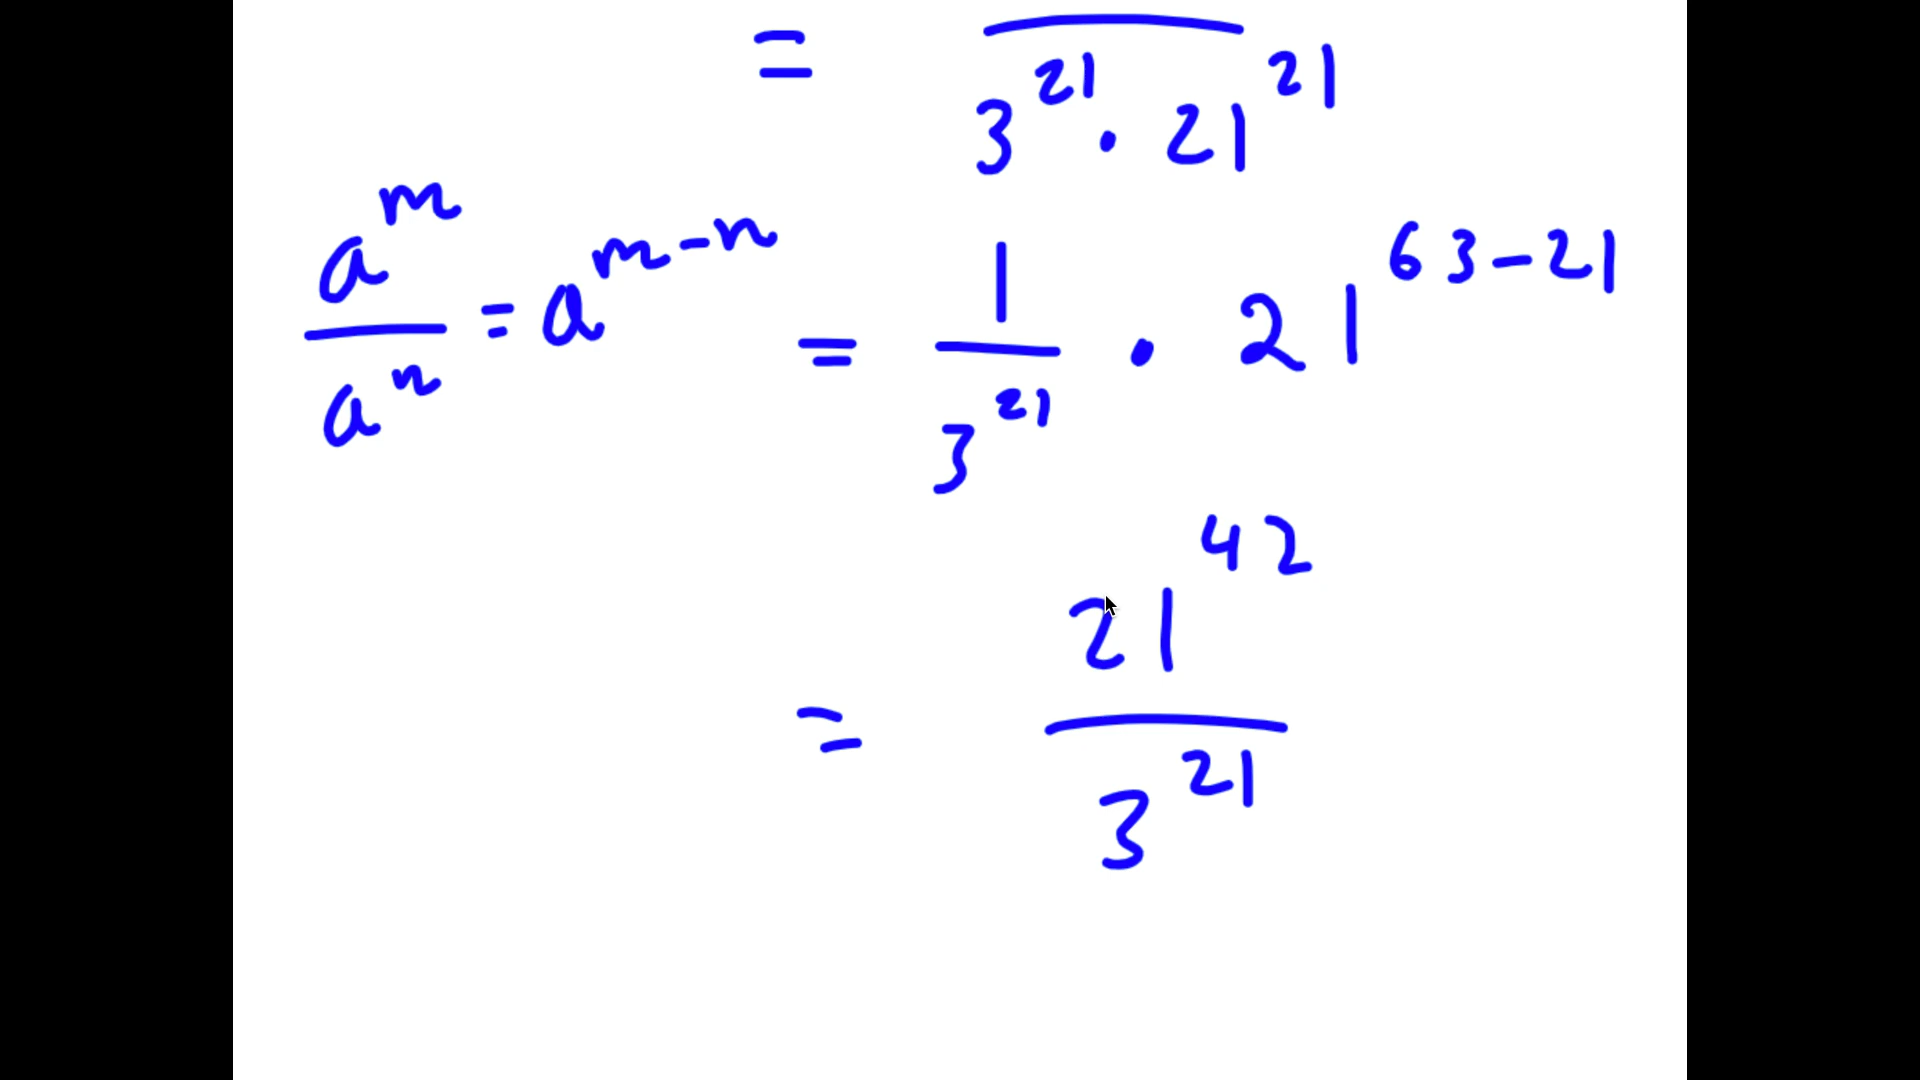 = ――― 3^21 · 21^21
a^m / a^n = a^(m-n)
= 1 / 3^21 · 21^(63-21)
= 21^42 / 3^21